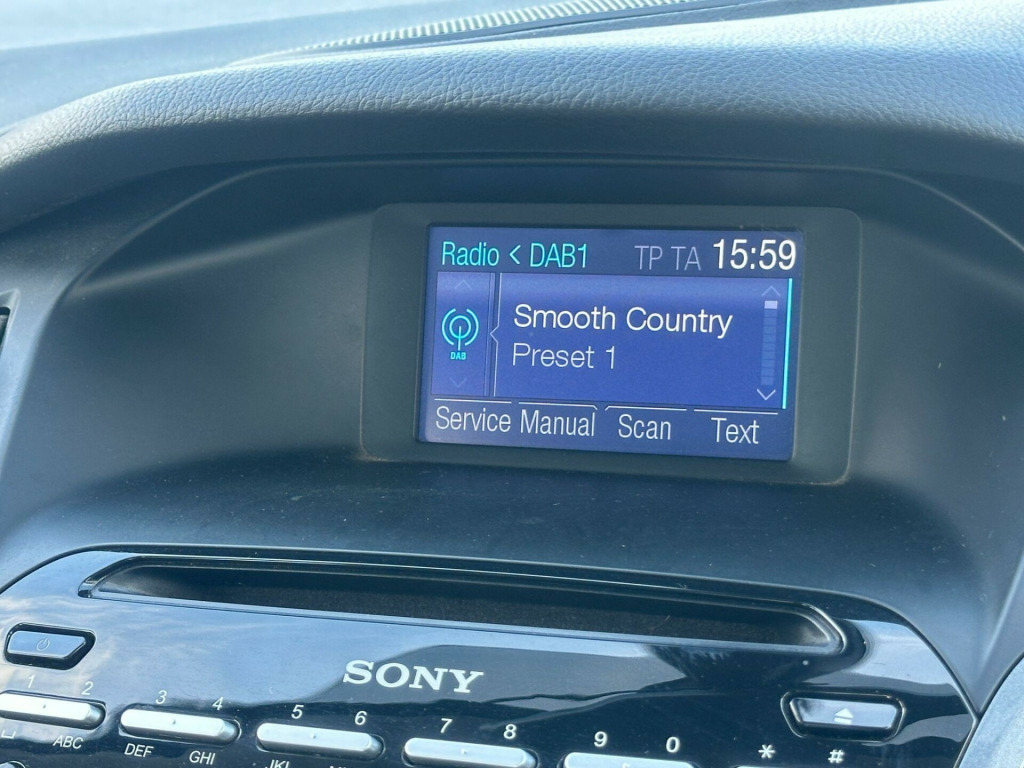 Radio < DAB1 TP TA 15:59
DAB
Smooth Country
Preset 1
Service Manual Scan Text
SONY
1 2 3 4 5 6 7 8 9 0 * #
ABC DEF GHI